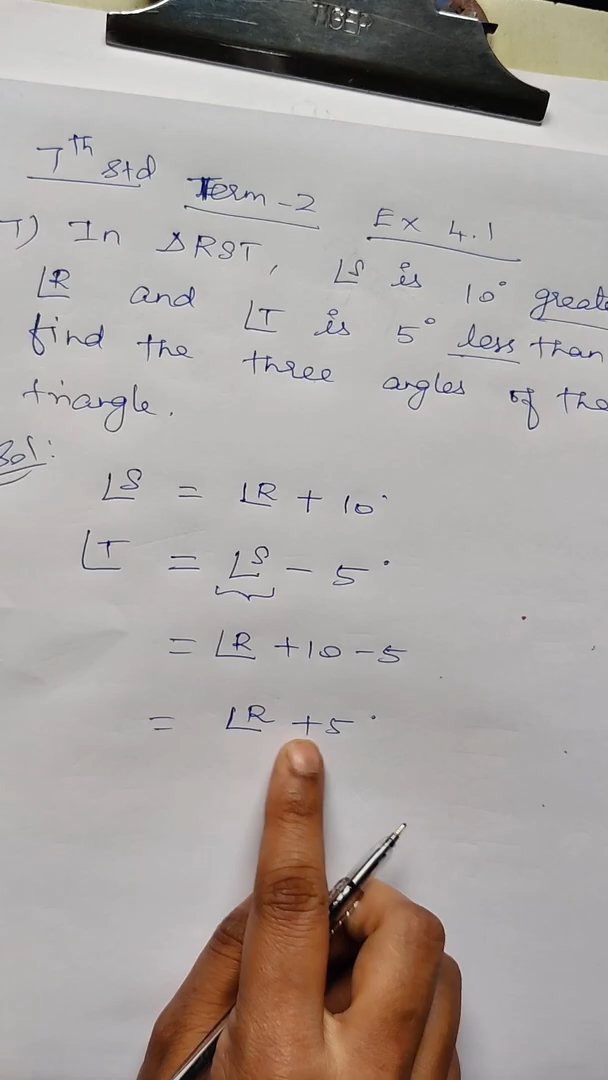 TIGER
7th std Term-2 Ex 4.1
7) In ΔRST, ∠S is 10° greate
∠R and ∠T is 5° less than
find the three angles of the
triangle.
Sol:
∠S = ∠R + 10°
∠T = ∠S - 5°
= ∠R + 10 - 5
= ∠R + 5°